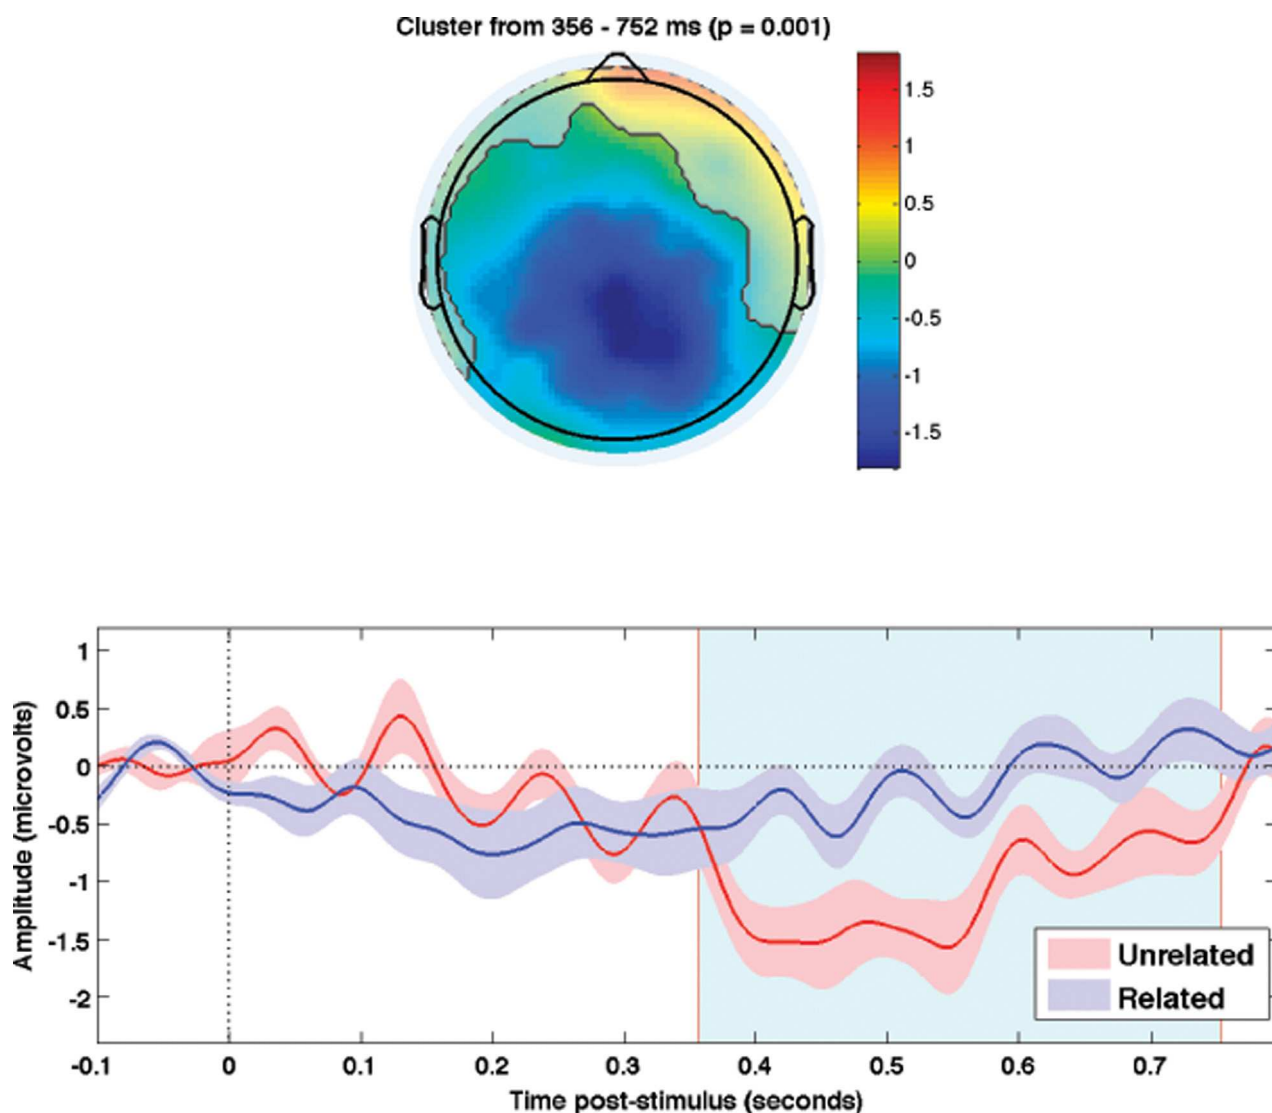 Cluster from 356 - 752 ms (p = 0.001)
1.5
1
0.5
0
-0.5
-1
-1.5
1
0.5
0
-0.5
-1
-1.5
-2
Amplitude (microvolts)
Unrelated
Related
-0.1 0 0.1 0.2 0.3 0.4 0.5 0.6 0.7
Time post-stimulus (seconds)